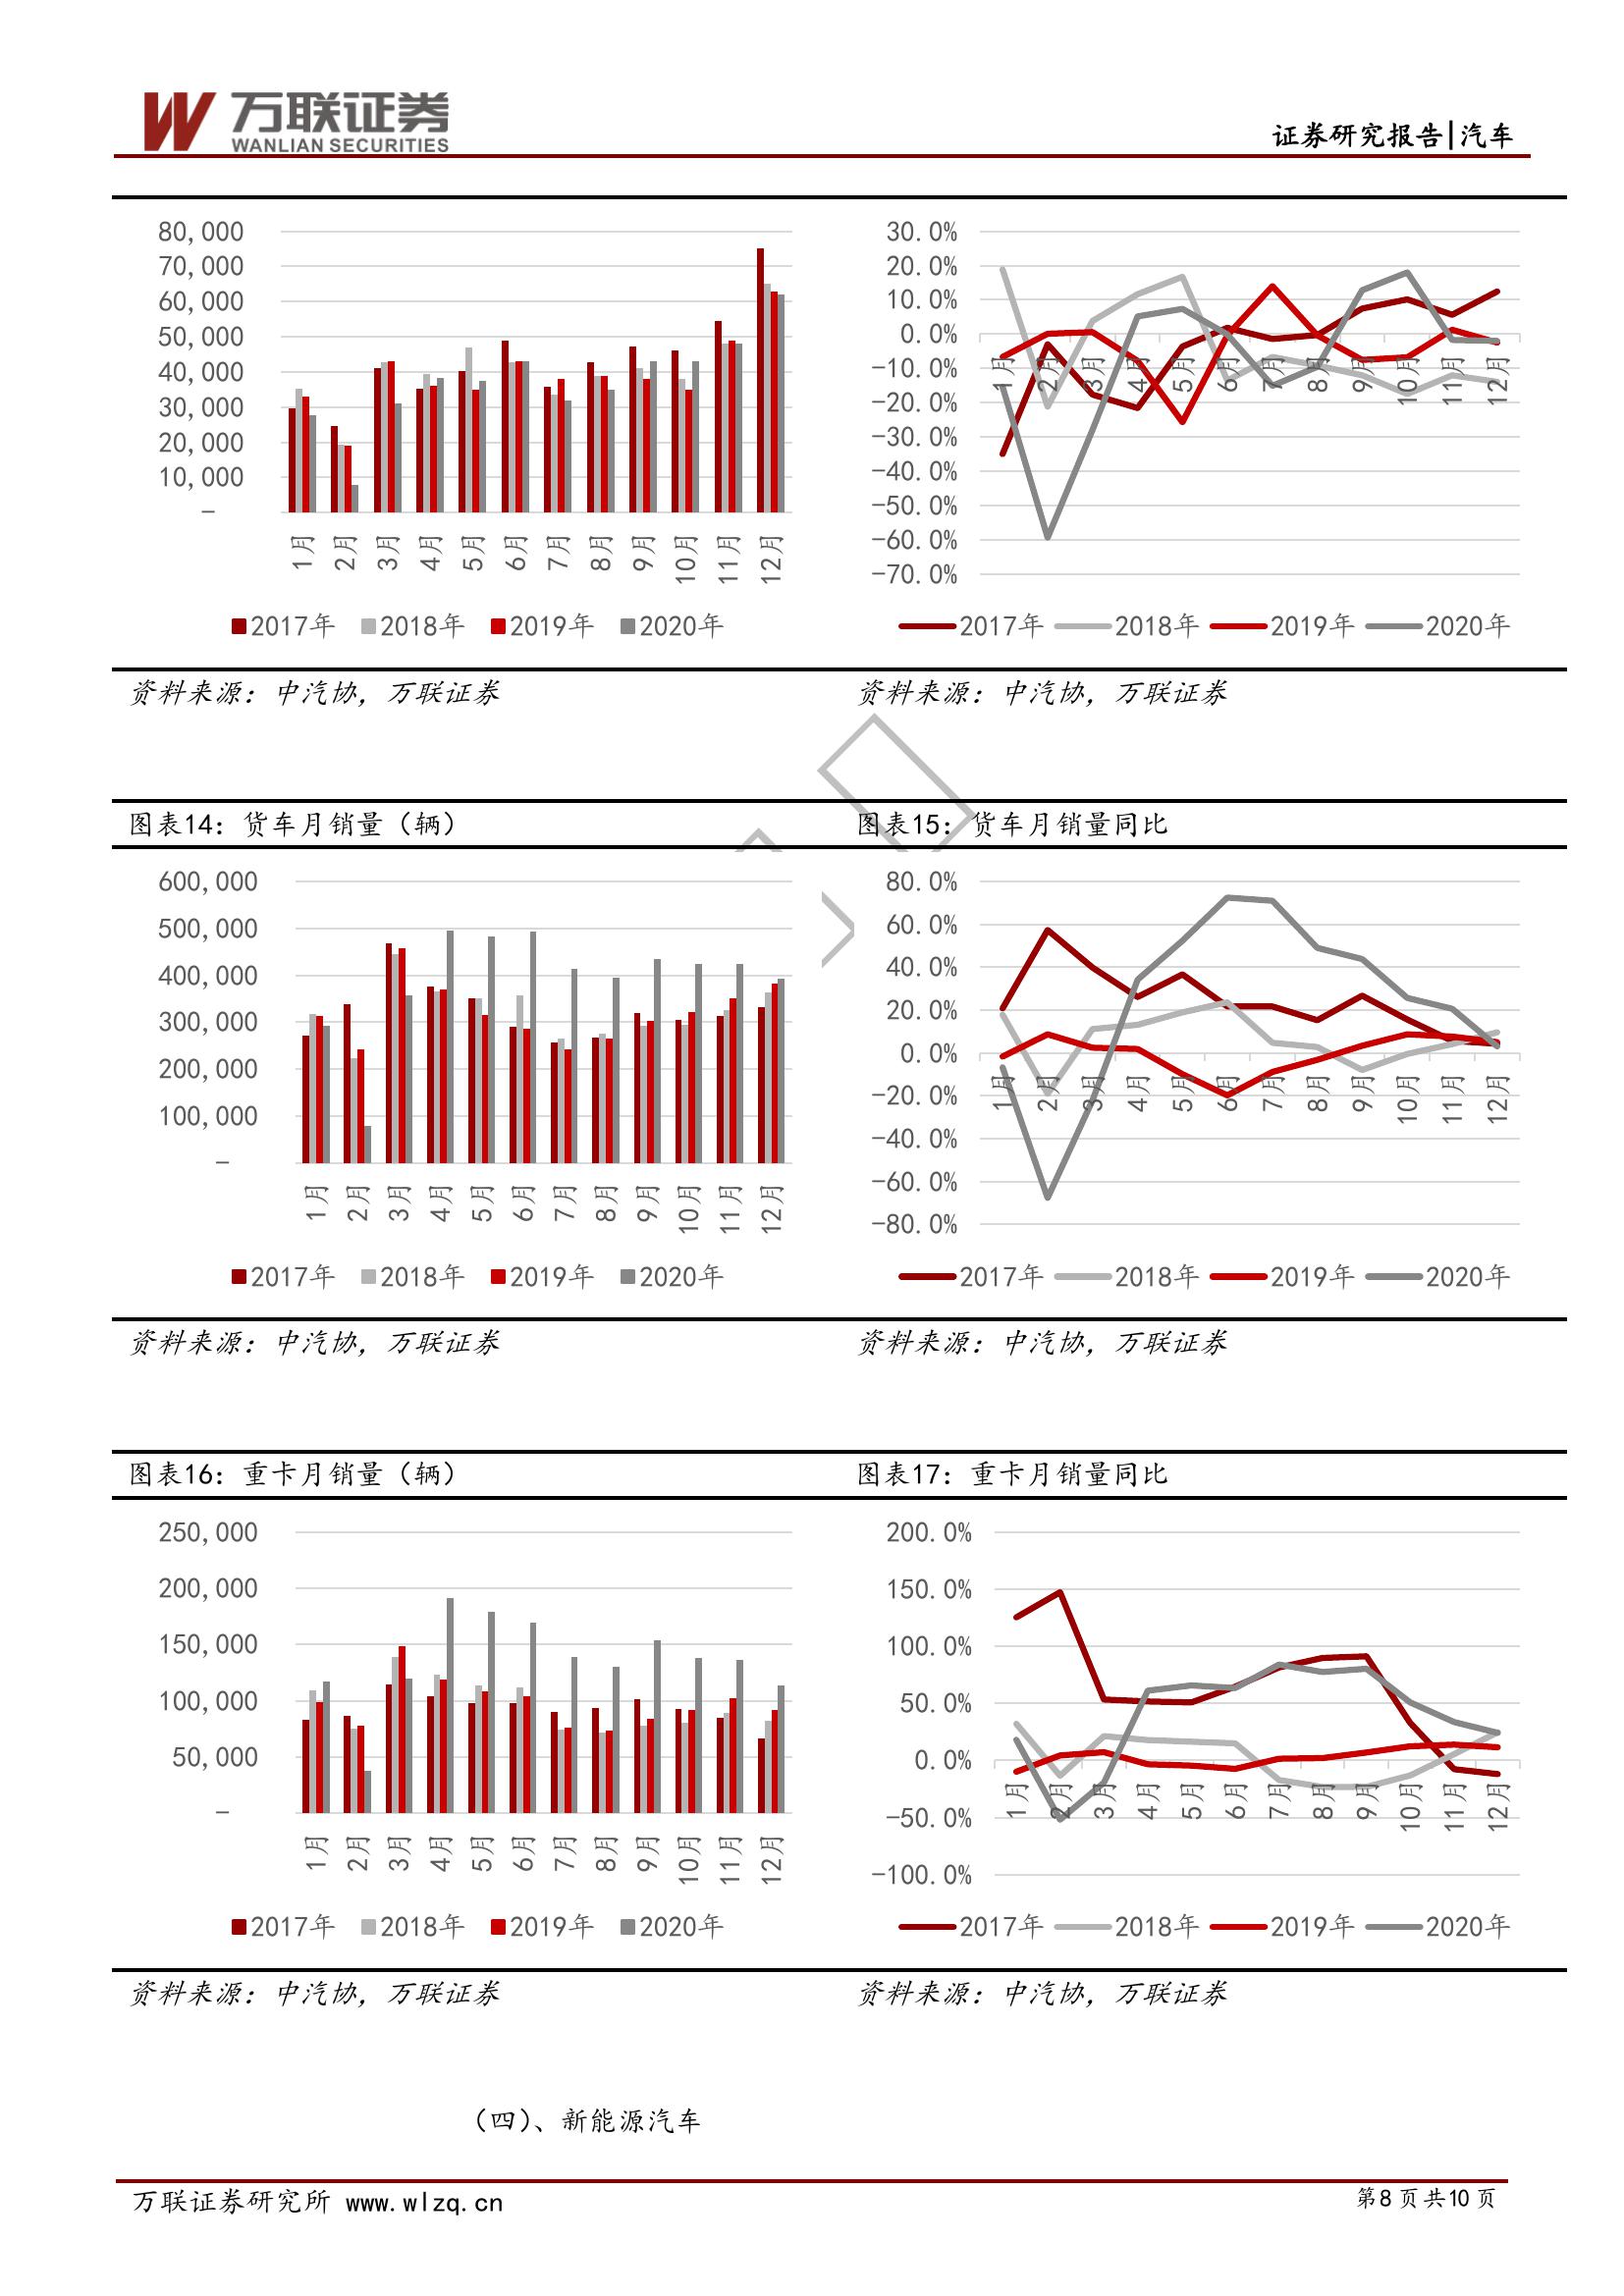 万联证券
WANLIAN SECURITIES
证券研究报告|汽车
80,000
70,000
60,000
50,000
40,000
30,000
20,000
10,000
-
1月 2月 3月 4月 5月 6月 7月 8月 9月 10月 11月 12月
2017年 2018年 2019年 2020年
30.0%
20.0%
10.0%
0.0%
-10.0%
-20.0%
-30.0%
-40.0%
-50.0%
-60.0%
-70.0%
1月 2月 3月 4月 5月 6月 7月 8月 9月 10月 11月 12月
2017年 2018年 2019年 2020年
资料来源：中汽协，万联证券
资料来源：中汽协，万联证券
图表14：货车月销量（辆）
图表15：货车月销量同比
600,000
500,000
400,000
300,000
200,000
100,000
-
1月 2月 3月 4月 5月 6月 7月 8月 9月 10月 11月 12月
2017年 2018年 2019年 2020年
80.0%
60.0%
40.0%
20.0%
0.0%
-20.0%
-40.0%
-60.0%
-80.0%
1月 2月 3月 4月 5月 6月 7月 8月 9月 10月 11月 12月
2017年 2018年 2019年 2020年
资料来源：中汽协，万联证券
资料来源：中汽协，万联证券
图表16：重卡月销量（辆）
图表17：重卡月销量同比
250,000
200,000
150,000
100,000
50,000
-
1月 2月 3月 4月 5月 6月 7月 8月 9月 10月 11月 12月
2017年 2018年 2019年 2020年
200.0%
150.0%
100.0%
50.0%
0.0%
-50.0%
-100.0%
1月 2月 3月 4月 5月 6月 7月 8月 9月 10月 11月 12月
2017年 2018年 2019年 2020年
资料来源：中汽协，万联证券
资料来源：中汽协，万联证券
（四）、新能源汽车
万联证券研究所 www.wlzq.cn
第8页共10页